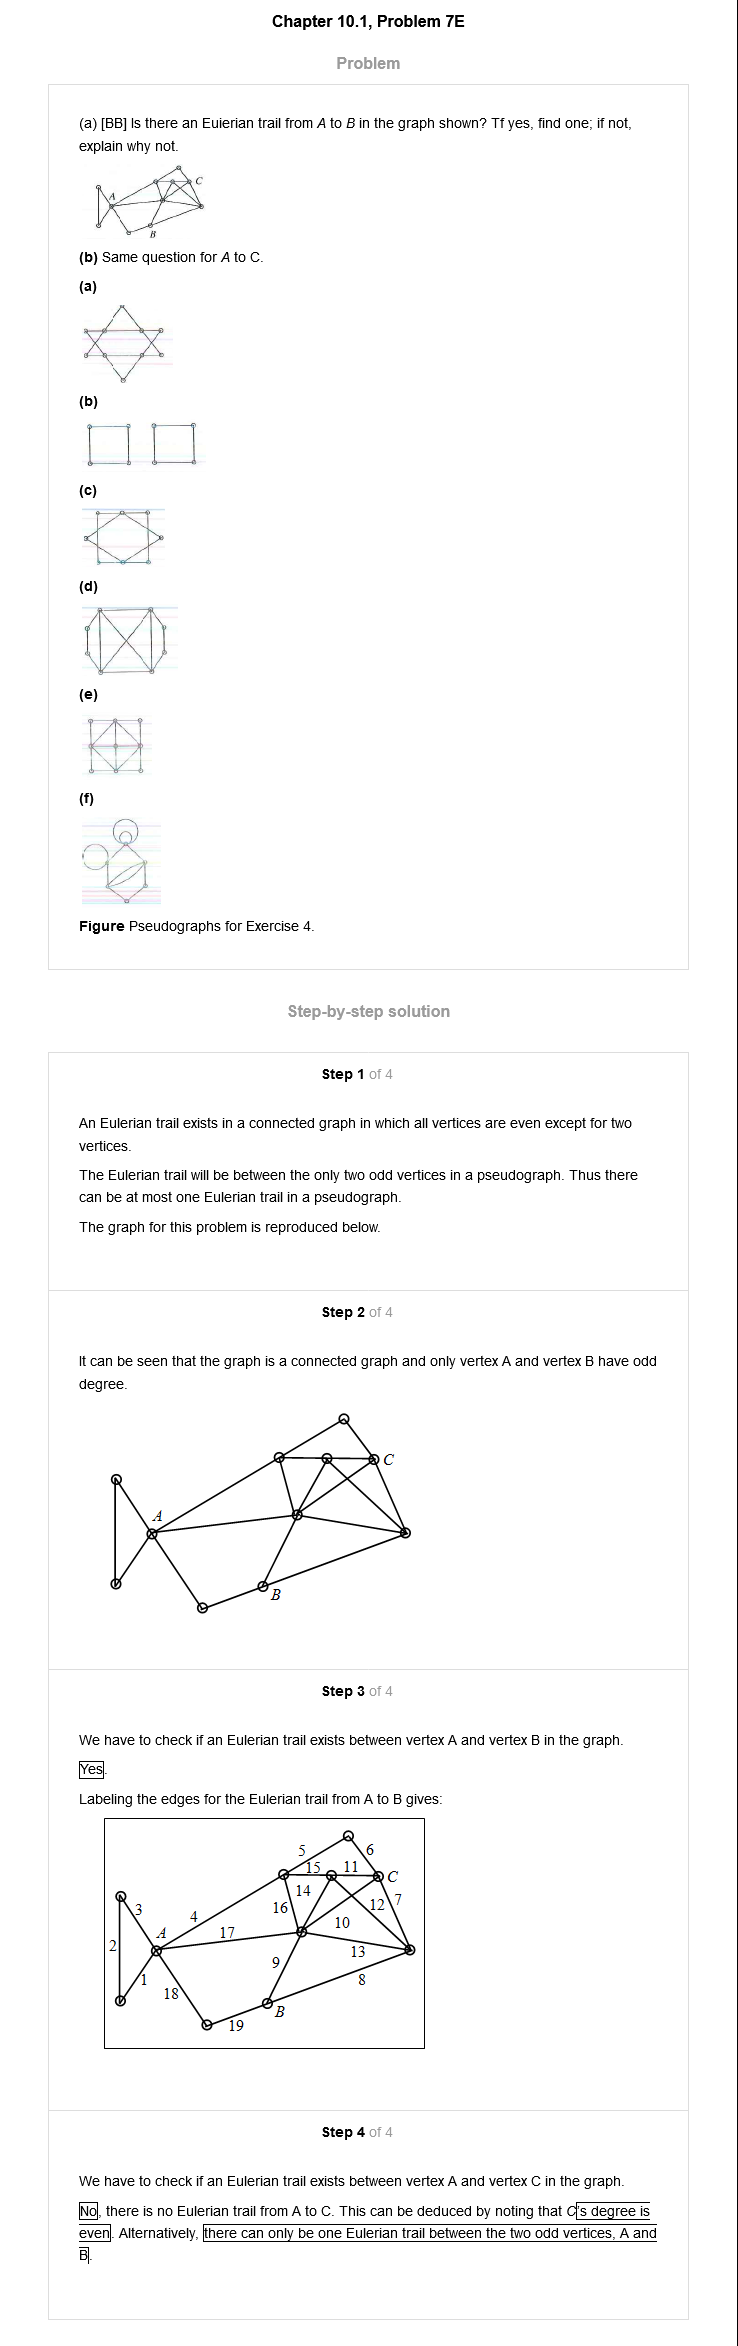 Chapter 10.1, Problem 7E
Problem
(a) [BB] Is there an Euierian trail from A to B in the graph shown? Tf yes, find one; if not,
explain why not.
C
A
B
(b) Same question for A to C.
(a)
(b)
(c)
(d)
(e)
(f)
Figure Pseudographs for Exercise 4.
Step-by-step solution
Step 1 of 4
An Eulerian trail exists in a connected graph in which all vertices are even except for two
vertices.
The Eulerian trail will be between the only two odd vertices in a pseudograph. Thus there
can be at most one Eulerian trail in a pseudograph.
The graph for this problem is reproduced below.
Step 2 of 4
It can be seen that the graph is a connected graph and only vertex A and vertex B have odd
degree.
C
A
B
Step 3 of 4
We have to check if an Eulerian trail exists between vertex A and vertex B in the graph.
Yes.
Labeling the edges for the Eulerian trail from A to B gives:
5 6
15 11 C
14
3 16 12 7
4 10
A 17
2 9 13
1 8
18
B
19
Step 4 of 4
We have to check if an Eulerian trail exists between vertex A and vertex C in the graph.
No, there is no Eulerian trail from A to C. This can be deduced by noting that C's degree is
even. Alternatively, there can only be one Eulerian trail between the two odd vertices, A and
B.